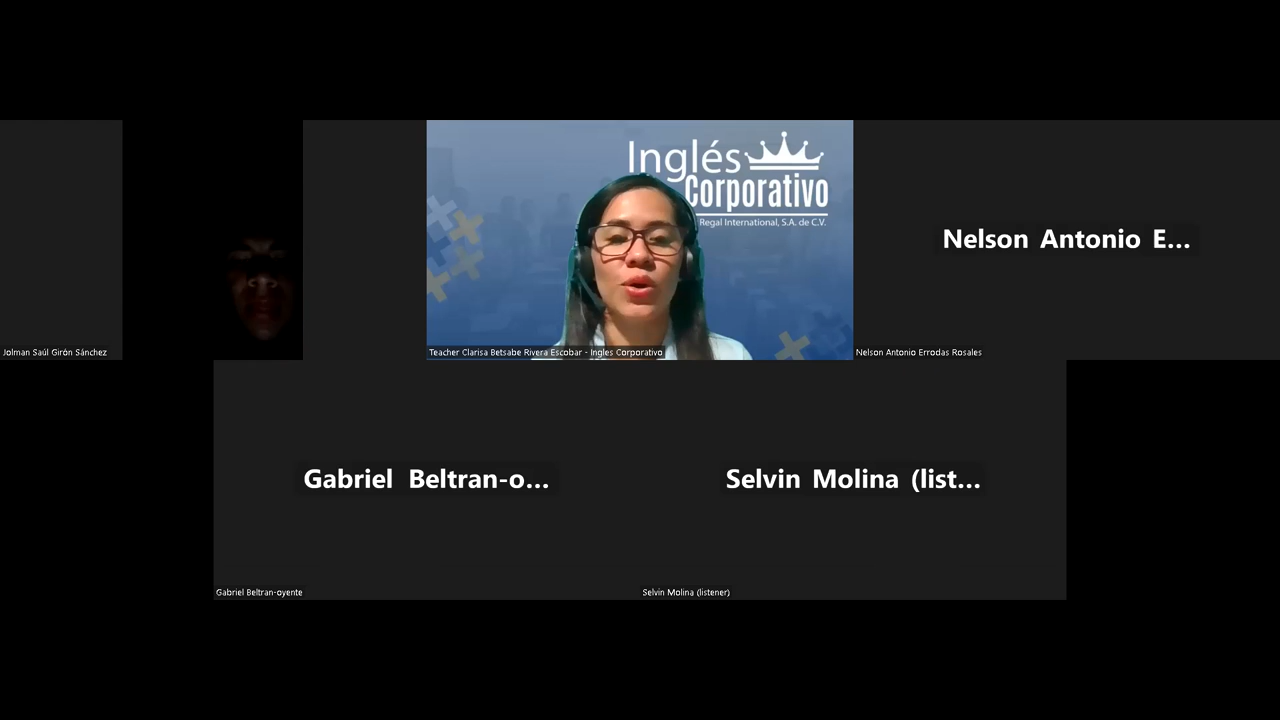 Inglés
Corporativo
Regal International, S.A. de C.V.
Nelson Antonio E...
Jolman Saúl Girón Sánchez
Teacher Clarisa Betsabe Rivera Escobar - Ingles Corporativo
Nelson Antonio Errodas Rosales
Gabriel Beltran-o...
Selvin Molina (list...
Gabriel Beltran-oyente
Selvin Molina (listener)